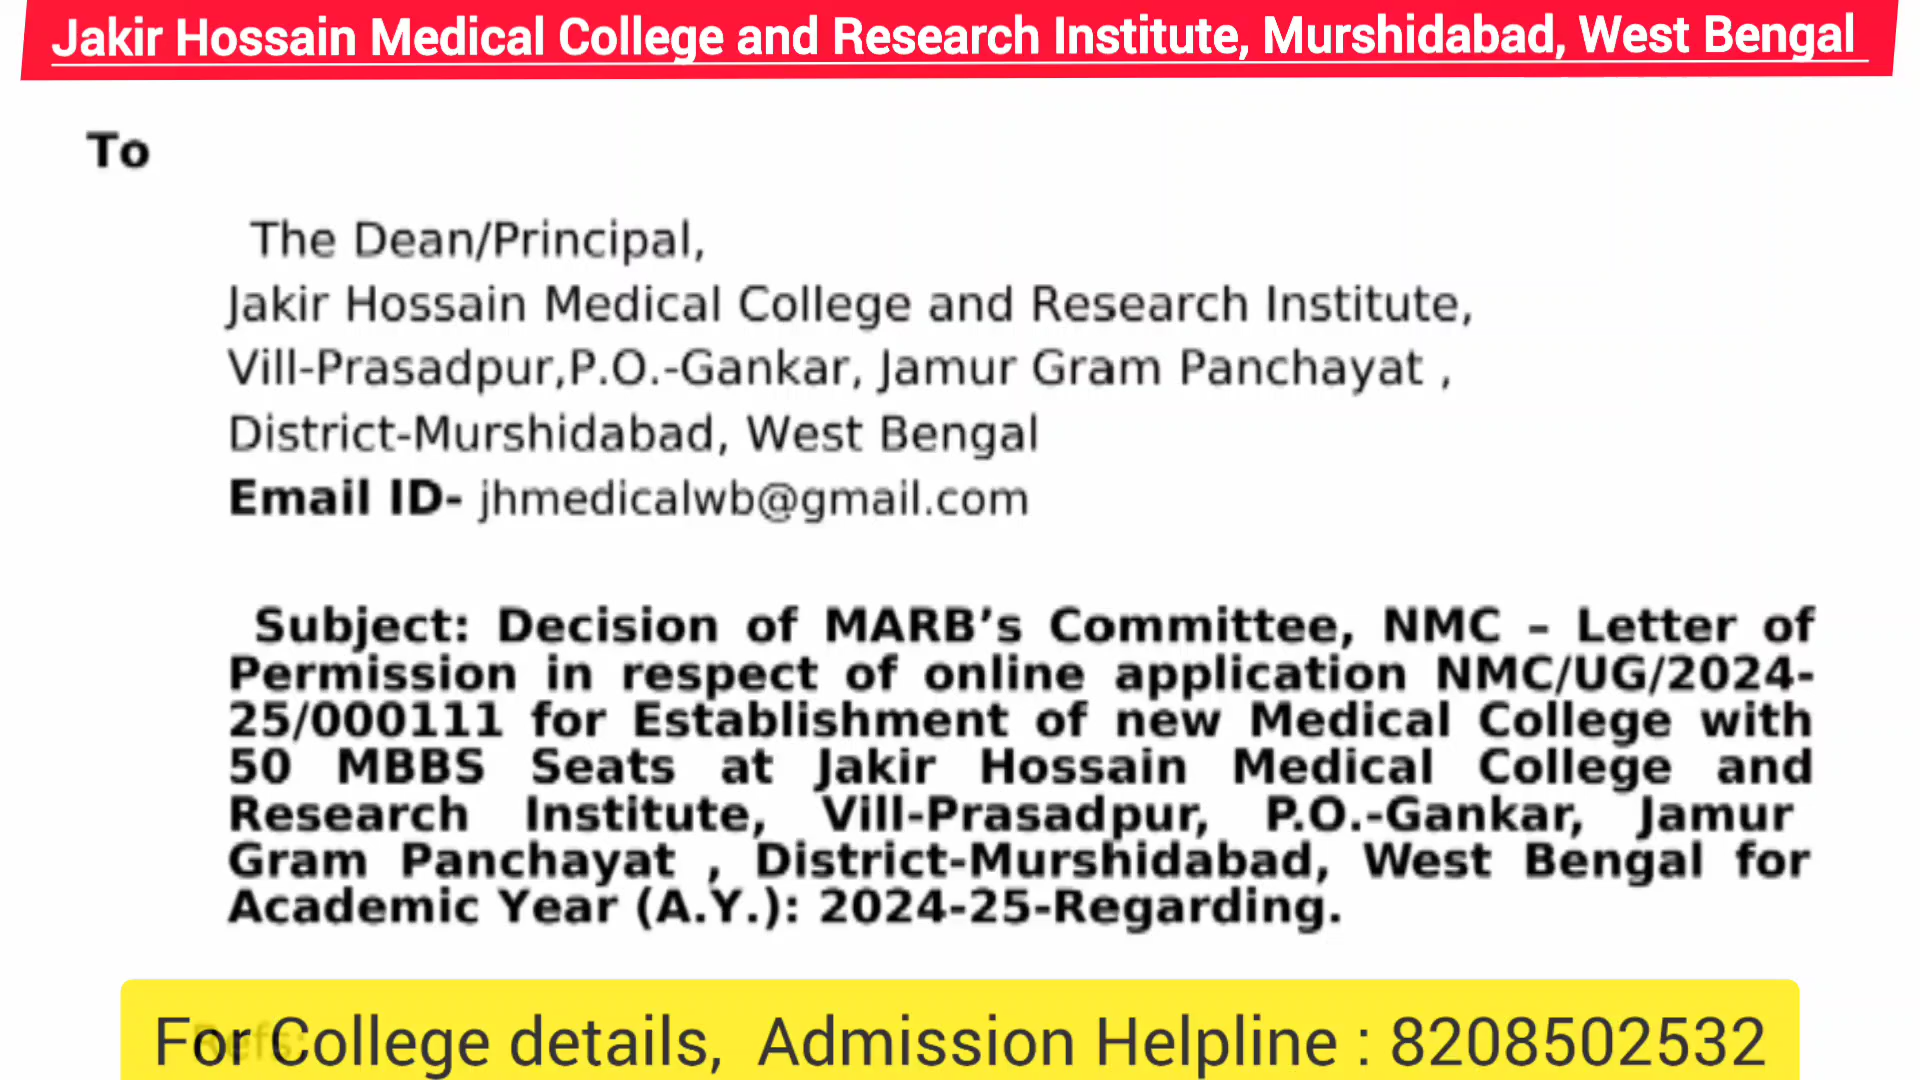 Jakir Hossain Medical College and Research Institute, Murshidabad, West Bengal
To
The Dean/Principal,
Jakir Hossain Medical College and Research Institute,
Vill-Prasadpur,P.O.-Gankar, Jamur Gram Panchayat ,
District-Murshidabad, West Bengal
Email ID- jhmedicalwb@gmail.com
Subject: Decision of MARB’s Committee, NMC – Letter of
Permission in respect of online application NMC/UG/2024-
25/000111 for Establishment of new Medical College with
50 MBBS Seats at Jakir Hossain Medical College and
Research Institute, Vill-Prasadpur, P.O.-Gankar, Jamur
Gram Panchayat , District-Murshidabad, West Bengal for
Academic Year (A.Y.): 2024-25-Regarding.
For College details, Admission Helpline : 8208502532